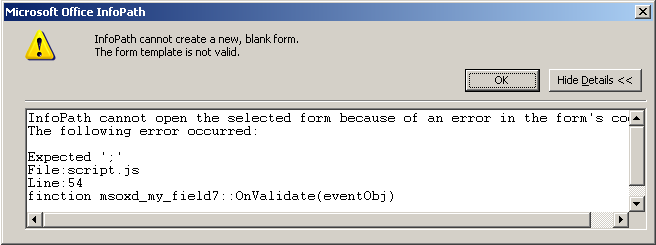 Microsoft Office InfoPath
InfoPath cannot create a new, blank form.
The form template is not valid.
OK
Hide Details <<
InfoPath cannot open the selected form because of an error in the form's co
The following error occurred:
Expected ';'
File:script.js
Line:54
finction msoxd_my_field7::OnValidate(eventObj)